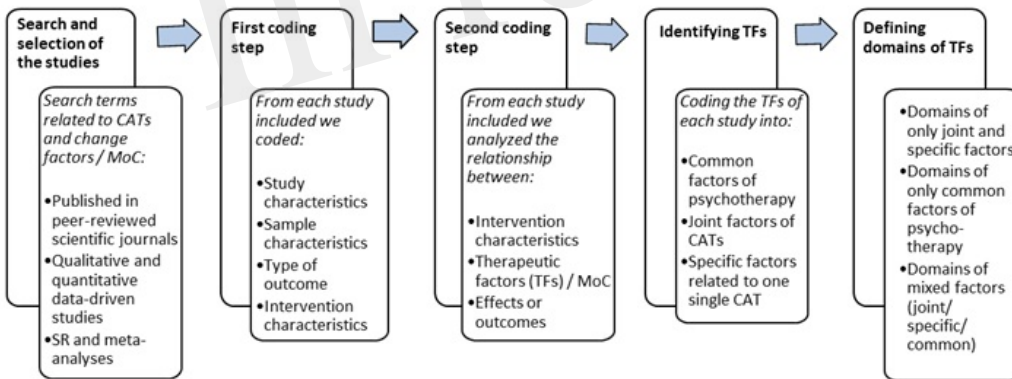 Search and
selection of
the studies
Search terms
related to CATs
and change
factors / MoC:
•Published in
peer-reviewed
scientific journals
•Qualitative and
quantitative
data-driven
studies
•SR and meta-
analyses
First coding
step
From each study
included we
coded:
•Study
characteristics
•Sample
characteristics
•Type of
outcome
•Intervention
characteristics
Second coding
step
From each study
included we
analyzed the
relationship
between:
•Intervention
characteristics
•Therapeutic
factors (TFs) / MoC
•Effects or
outcomes
Identifying TFs
Coding the TFs of
each study into:
•Common
factors of
psychotherapy
•Joint factors of
CATs
•Specific factors
related to one
single CAT
Defining
domains of TFs
•Domains of
only joint and
specific factors
•Domains of
only common
factors of
psycho-
therapy
•Domains of
mixed factors
(joint/
specific/
common)